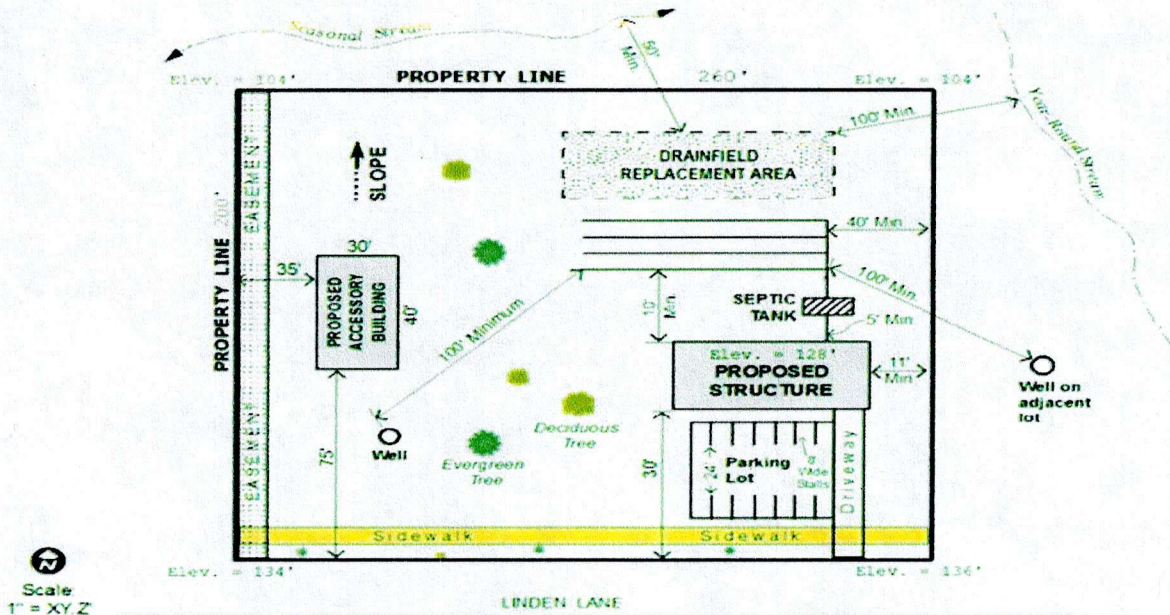 Seasonal Stream
50' Min.
Elev. = 104'
PROPERTY LINE 260'
Elev. = 104'
Year Round Stream
100' Min.
EASEMENT
SLOPE
DRAINFIELD
REPLACEMENT AREA
PROPERTY LINE 200'
40' Min
30'
35'
PROPOSED
ACCESSORY
BUILDING
40'
100' Minimum
10' Min
SEPTIC
TANK
100' Min.
5' Min
Elev. = 128'
PROPOSED
STRUCTURE
11'
Min
Well on
adjacent
lot
EASEMENT
75'
Well
Evergreen
Tree
Deciduous
Tree
30'
24'
Parking
Lot
Wide
Stalls
Driveway
Sidewalk
Sidewalk
Elev. = 134'
Elev. = 136'
LINDEN LANE
N
Scale:
1" = XY.Z'